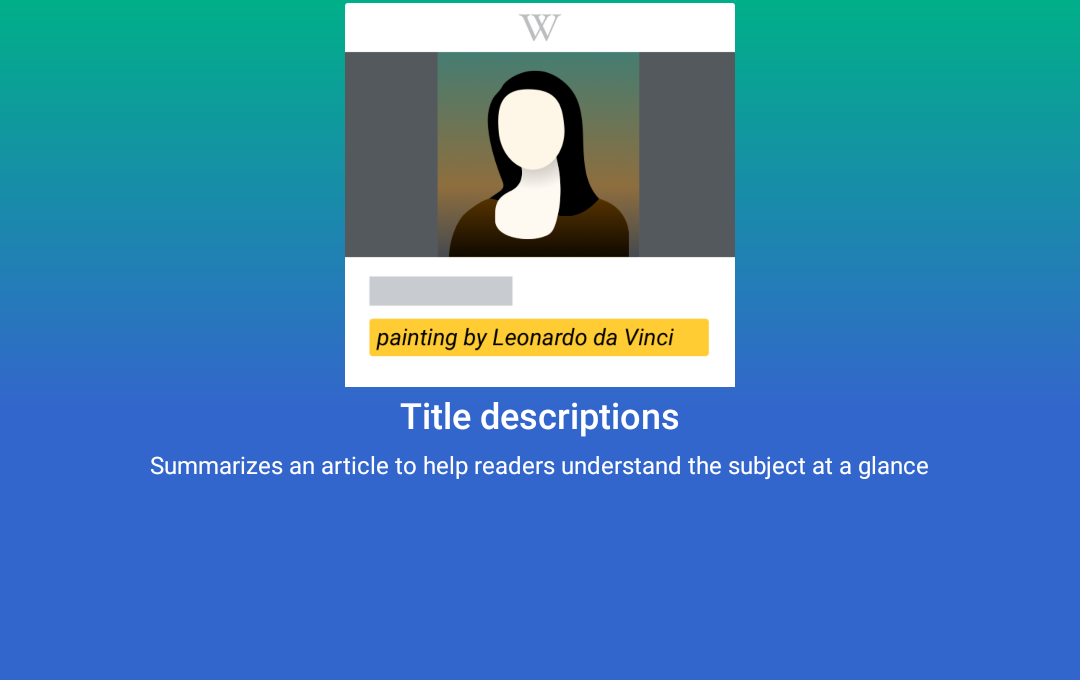 W
painting by Leonardo da Vinci
Title descriptions
Summarizes an article to help readers understand the subject at a glance